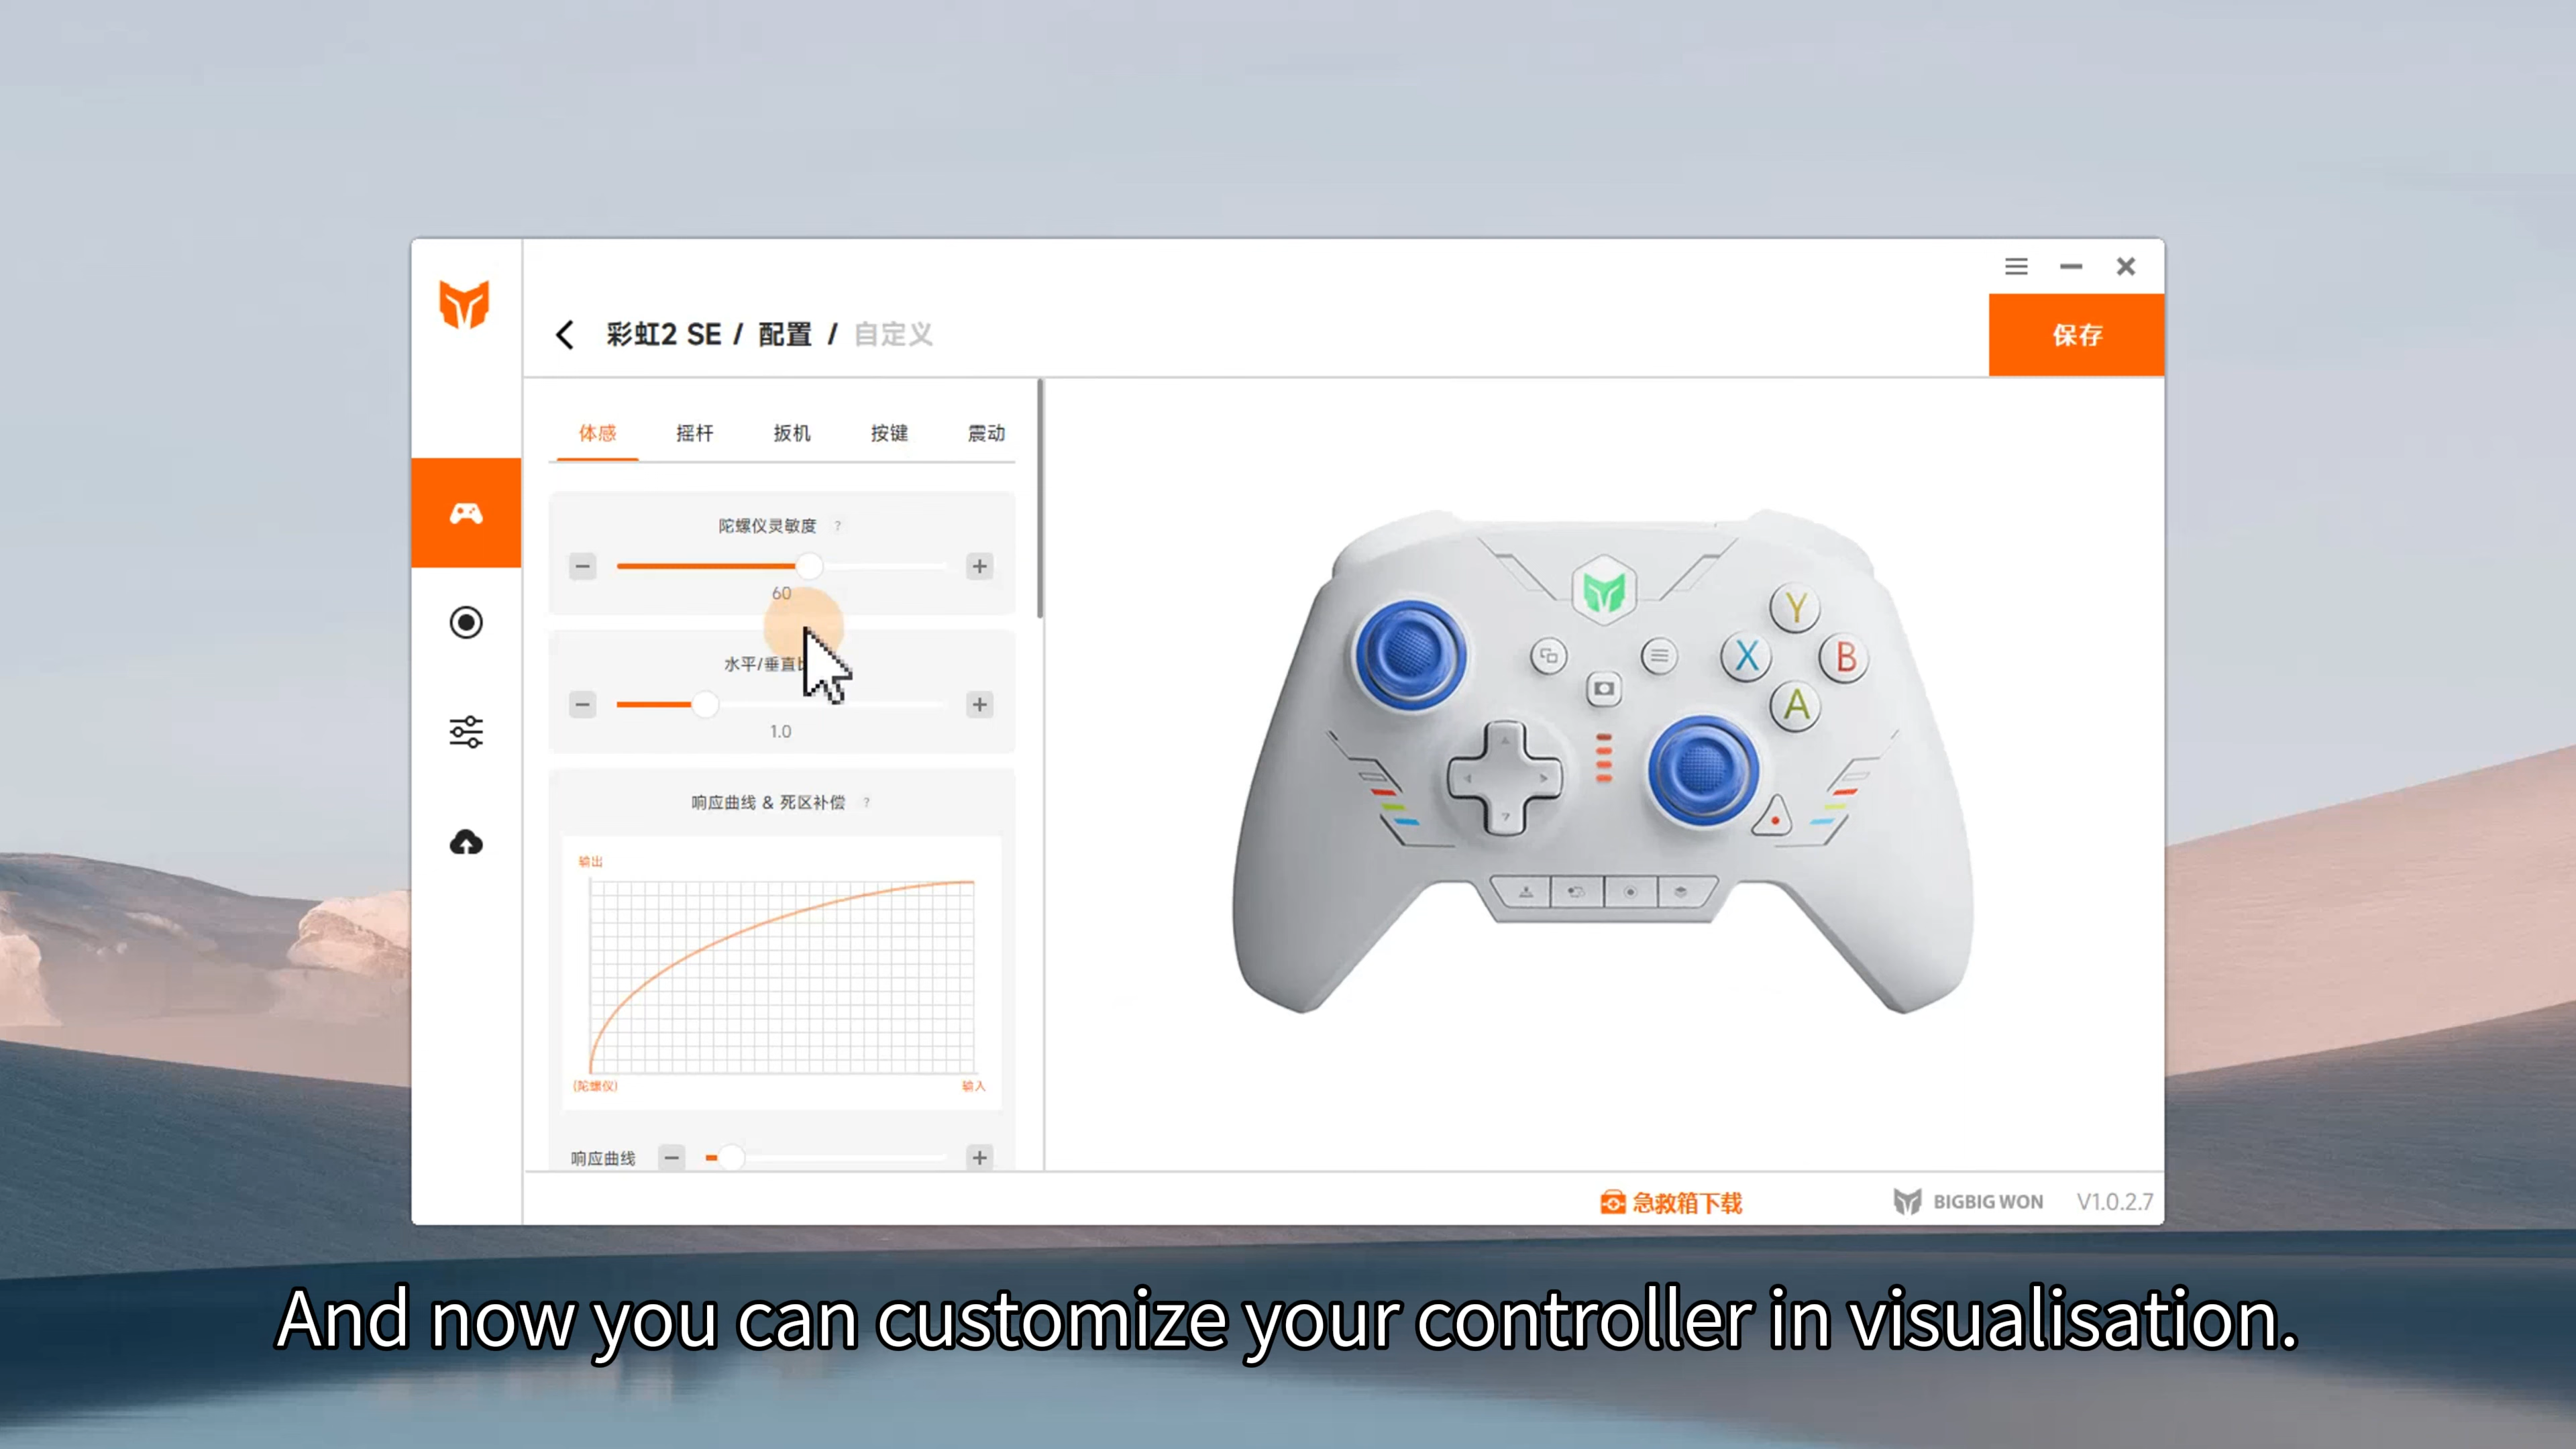 彩虹2 SE / 配置 / 自定义
保存
体感 摇杆 扳机 按键 震动
陀螺仪灵敏度 ?
60
水平/垂直
1.0
响应曲线 & 死区补偿 ?
输出
(陀螺仪) 输入
响应曲线
Y
X B
A
急救箱下载 BIGBIG WON V1.0.2.7
And now you can customize your controller in visualisation.